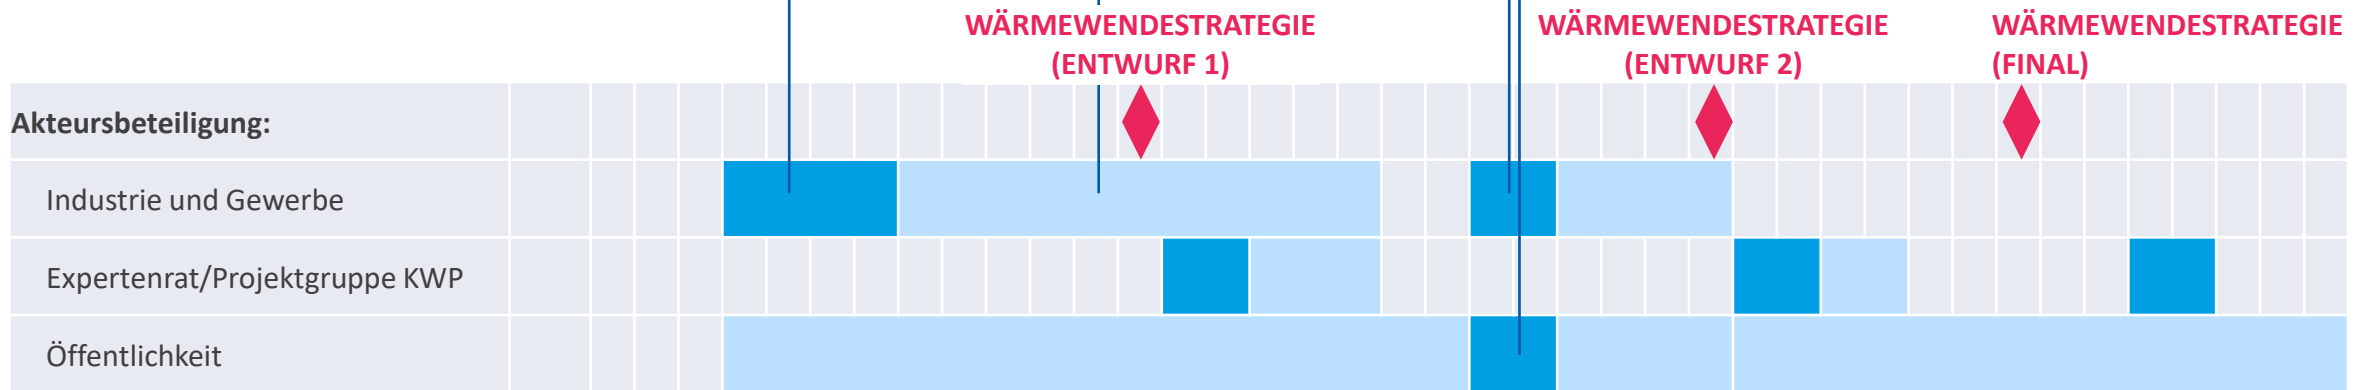 WÄRMEWENDESTRATEGIE
(ENTWURF 1)
WÄRMEWENDESTRATEGIE
(ENTWURF 2)
WÄRMEWENDESTRATEGIE
(FINAL)
Akteursbeteiligung:
Industrie und Gewerbe
Expertenrat/Projektgruppe KWP
Öffentlichkeit